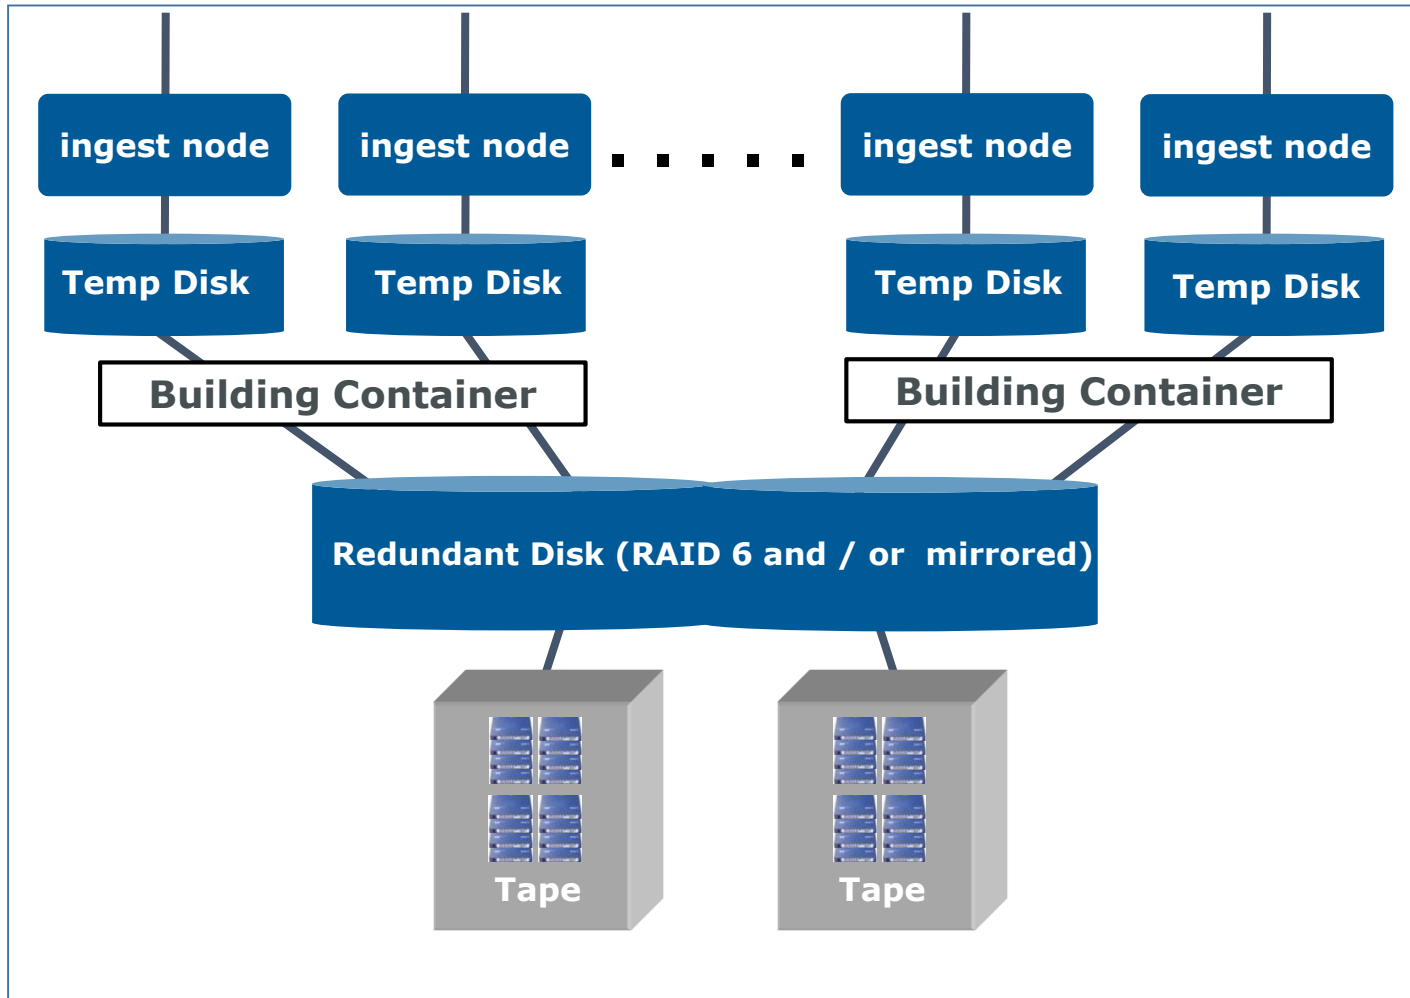 ingest node
ingest node
ingest node
ingest node
Temp Disk
Temp Disk
Temp Disk
Temp Disk
Building Container
Building Container
Redundant Disk (RAID 6 and / or mirrored)
Tape
Tape